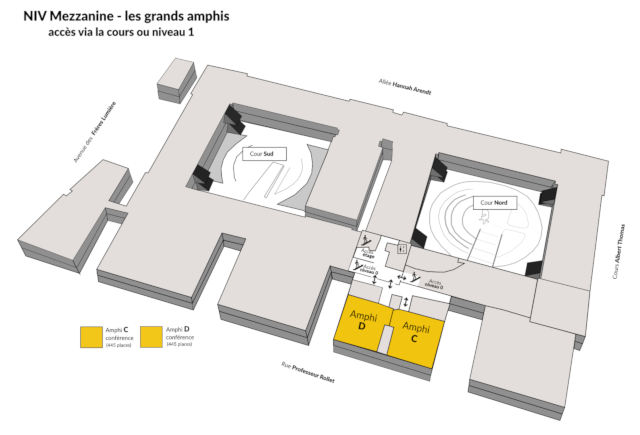 NIV Mezzanine - les grands amphis
accès via la cours ou niveau 1
Allée Hannah Arendt
Avenue des Frères Lumière
Cour Sud
Cour Nord
Cours Albert Thomas
Accès
étage
Accès
niveau 0
Accès
niveau 0
Amphi
D
Amphi
C
Amphi C
conférence
(445 places)
Amphi D
conférence
(445 places)
Rue Professeur Rollet